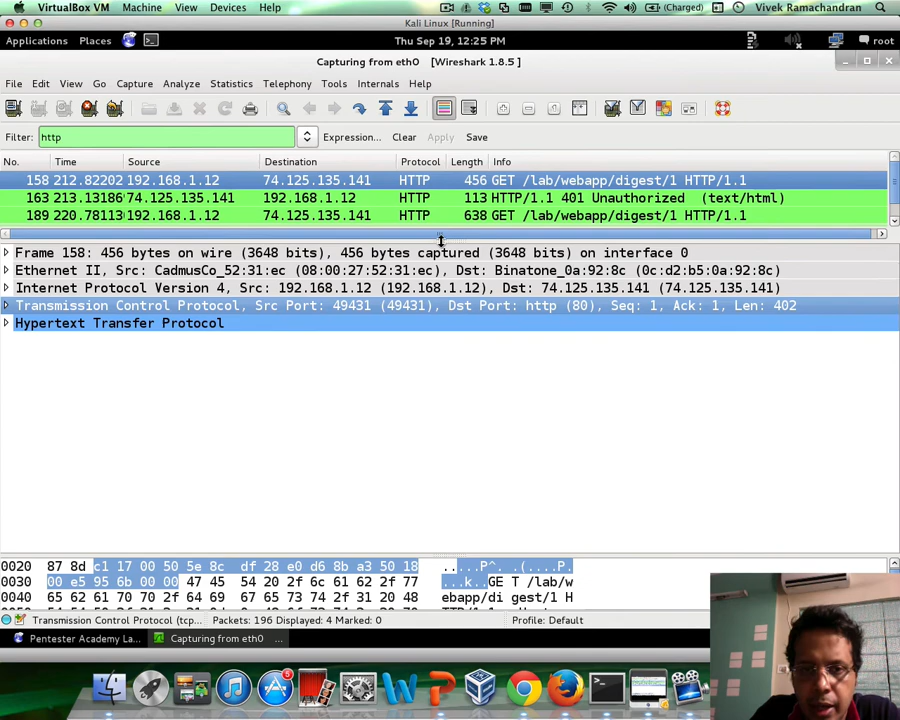 VirtualBox VM Machine View Devices Help (Charged) Vivek Ramachandran
Kali Linux [Running]
Applications Places Thu Sep 19, 12:25 PM root
Capturing from eth0 [Wireshark 1.8.5 ]
File Edit View Go Capture Analyze Statistics Telephony Tools Internals Help
Filter: http Expression... Clear Apply Save
No. Time Source Destination Protocol Length Info
158 212.82202 192.168.1.12 74.125.135.141 HTTP 456 GET /lab/webapp/digest/1 HTTP/1.1
163 213.13186 74.125.135.141 192.168.1.12 HTTP 113 HTTP/1.1 401 Unauthorized (text/html)
189 220.78113 192.168.1.12 74.125.135.141 HTTP 638 GET /lab/webapp/digest/1 HTTP/1.1
Frame 158: 456 bytes on wire (3648 bits), 456 bytes captured (3648 bits) on interface 0
Ethernet II, Src: CadmusCo_52:31:ec (08:00:27:52:31:ec), Dst: Binatone_0a:92:8c (0c:d2:b5:0a:92:8c)
Internet Protocol Version 4, Src: 192.168.1.12 (192.168.1.12), Dst: 74.125.135.141 (74.125.135.141)
Transmission Control Protocol, Src Port: 49431 (49431), Dst Port: http (80), Seq: 1, Ack: 1, Len: 402
Hypertext Transfer Protocol
0020 87 8d c1 17 00 50 5e 8c df 28 e0 d6 8b a3 50 18 .....P^. .(....P.
0030 00 e5 95 6b 00 00 47 45 54 20 2f 6c 61 62 2f 77 ...k..GE T /lab/w
65 62 61 70 70 2f 64 69 67 65 73 74 2f 31 20 48 ebapp/di gest/1 H
Transmission Control Protocol (tcp... Packets: 196 Displayed: 4 Marked: 0 Profile: Default
Pentester Academy La... Capturing from eth0 ...
5